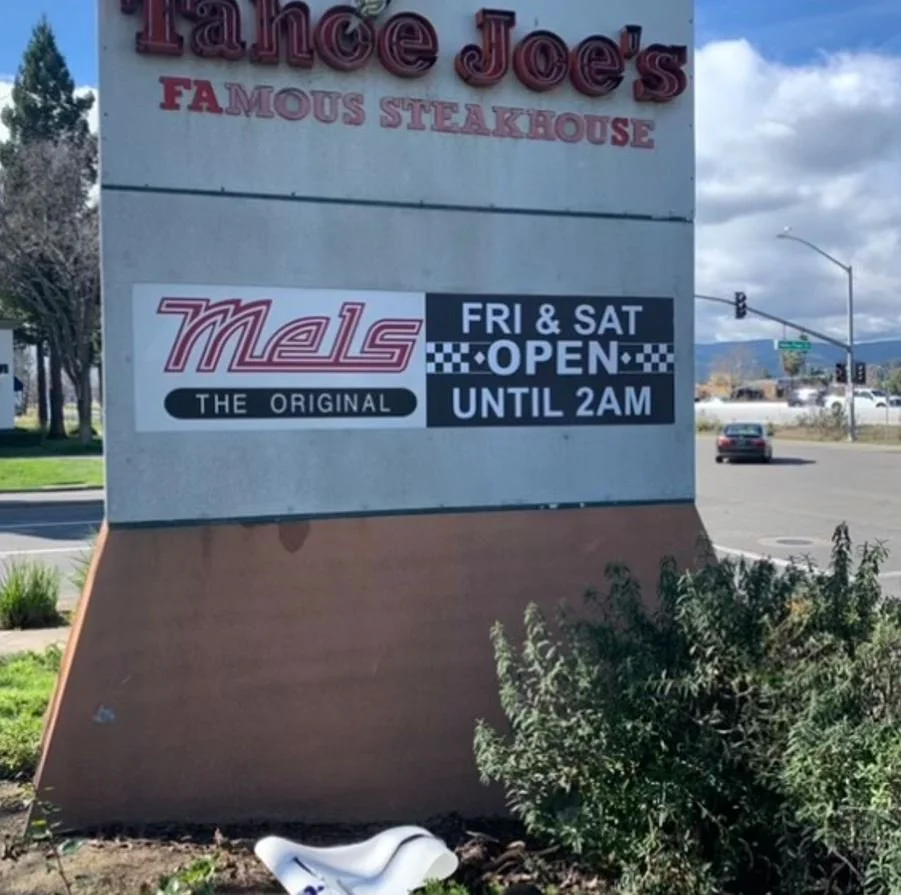 Tahoe Joe's
FAMOUS STEAKHOUSE
Mels
THE ORIGINAL
FRI & SAT
OPEN
UNTIL 2AM